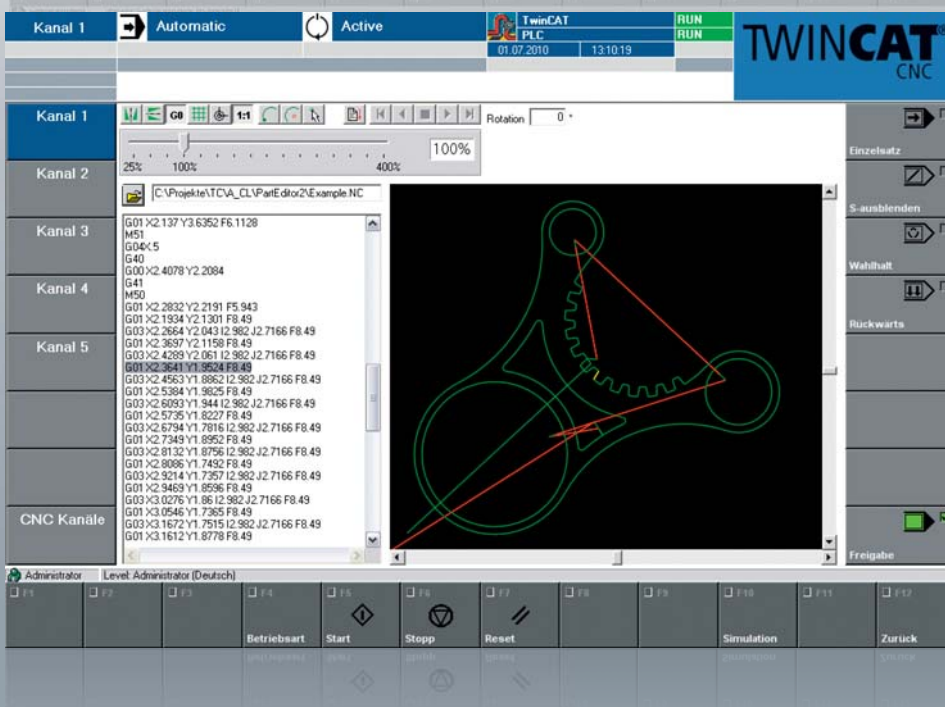 Kanal 1
Automatic
Active
TwinCAT
PLC
RUN
RUN
01.07.2010
13:10:19
TWINCAT®
CNC
Kanal 1
Kanal 2
Kanal 3
Kanal 4
Kanal 5
CNC Kanäle
G0
1:1
Rotation 0 °
25% 100% 400%
100%
C:\Projekte\TC\A_CL\PartEditor2\Example.NC
G01 X2.137 Y3.6352 F6.1128
M51
G04X.5
G40
G00 X2.4078 Y2.2084
G41
M50
G01 X2.2832 Y2.2191 F5.943
G01 X2.1934 Y2.1301 F8.49
G03 X2.2664 Y2.043 I2.982 J2.7166 F8.49
G01 X2.3697 Y2.1158 F8.49
G03 X2.4289 Y2.061 I2.982 J2.7166 F8.49
G01 X2.3641 Y1.9524 F8.49
G03 X2.4563 Y1.8862 I2.982 J2.7166 F8.49
G01 X2.5384 Y1.9825 F8.49
G03 X2.6093 Y1.944 I2.982 J2.7166 F8.49
G01 X2.5735 Y1.8227 F8.49
G03 X2.6794 Y1.7816 I2.982 J2.7166 F8.49
G01 X2.7349 Y1.8952 F8.49
G03 X2.8132 Y1.8756 I2.982 J2.7166 F8.49
G01 X2.8086 Y1.7492 F8.49
G03 X2.9214 Y1.7357 I2.982 J2.7166 F8.49
G01 X2.9469 Y1.8596 F8.49
G03 X3.0276 Y1.86 I2.982 J2.7166 F8.49
G01 X3.0546 Y1.7365 F8.49
G03 X3.1672 Y1.7515 I2.982 J2.7166 F8.49
G01 X3.1612 Y1.8778 F8.49
Einzelsatz
S-ausblenden
Wahlhalt
Rückwärts
Freigabe
Administrator Level: Administrator (Deutsch)
F1 F2 F3 F4 F5 F6 F7 F8 F9 F10 F11 F12
Betriebsart Start Stopp Reset Simulation Zurück